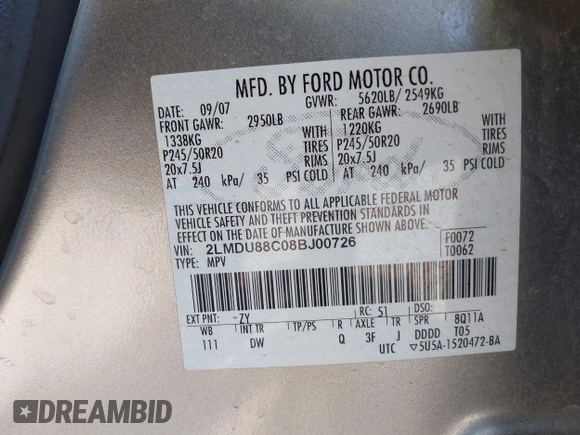 MFD. BY FORD MOTOR CO.
DATE: 09/07 GVWR: 5620LB/ 2549KG
FRONT GAWR: 2950LB REAR GAWR: 2690LB
1338KG WITH 1220KG WITH
P245/50R20 TIRES P245/50R20 TIRES
20x7.5J RIMS 20x7.5J RIMS
AT 240 kPa/ 35 PSI COLD AT 240 kPa/ 35 PSI COLD
THIS VEHICLE CONFORMS TO ALL APPLICABLE FEDERAL MOTOR
VEHICLE SAFETY AND THEFT PREVENTION STANDARDS IN
EFFECT ON THE DATE OF MANUFACTURE SHOWN ABOVE.
VIN: 2LMDU88C08BJ00726 F0072
TYPE: MPV T0062
EXT PNT: ZY RC: 51 DSO:
WB INT TR TP/PS R AXLE TR SPR 8Q11A
111 DW Q 3F J DDDD T05
UTC ▽5U5A-1520472-BA
Ford
DREAMBID